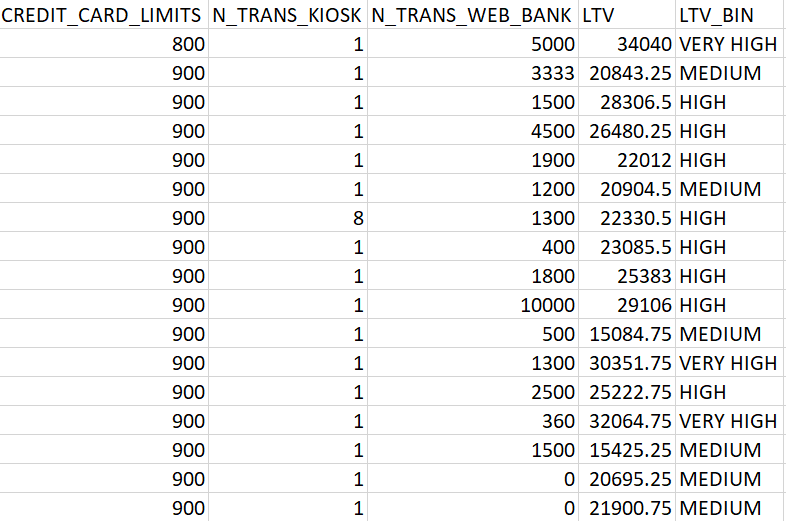 CREDIT_CARD_LIMITS N_TRANS_KIOSK N_TRANS_WEB_BANK LTV LTV_BIN
800 1 5000 34040 VERY HIGH
900 1 3333 20843.25 MEDIUM
900 1 1500 28306.5 HIGH
900 1 4500 26480.25 HIGH
900 1 1900 22012 HIGH
900 1 1200 20904.5 MEDIUM
900 8 1300 22330.5 HIGH
900 1 400 23085.5 HIGH
900 1 1800 25383 HIGH
900 1 10000 29106 HIGH
900 1 500 15084.75 MEDIUM
900 1 1300 30351.75 VERY HIGH
900 1 2500 25222.75 HIGH
900 1 360 32064.75 VERY HIGH
900 1 1500 15425.25 MEDIUM
900 1 0 20695.25 MEDIUM
900 1 0 21900.75 MEDIUM